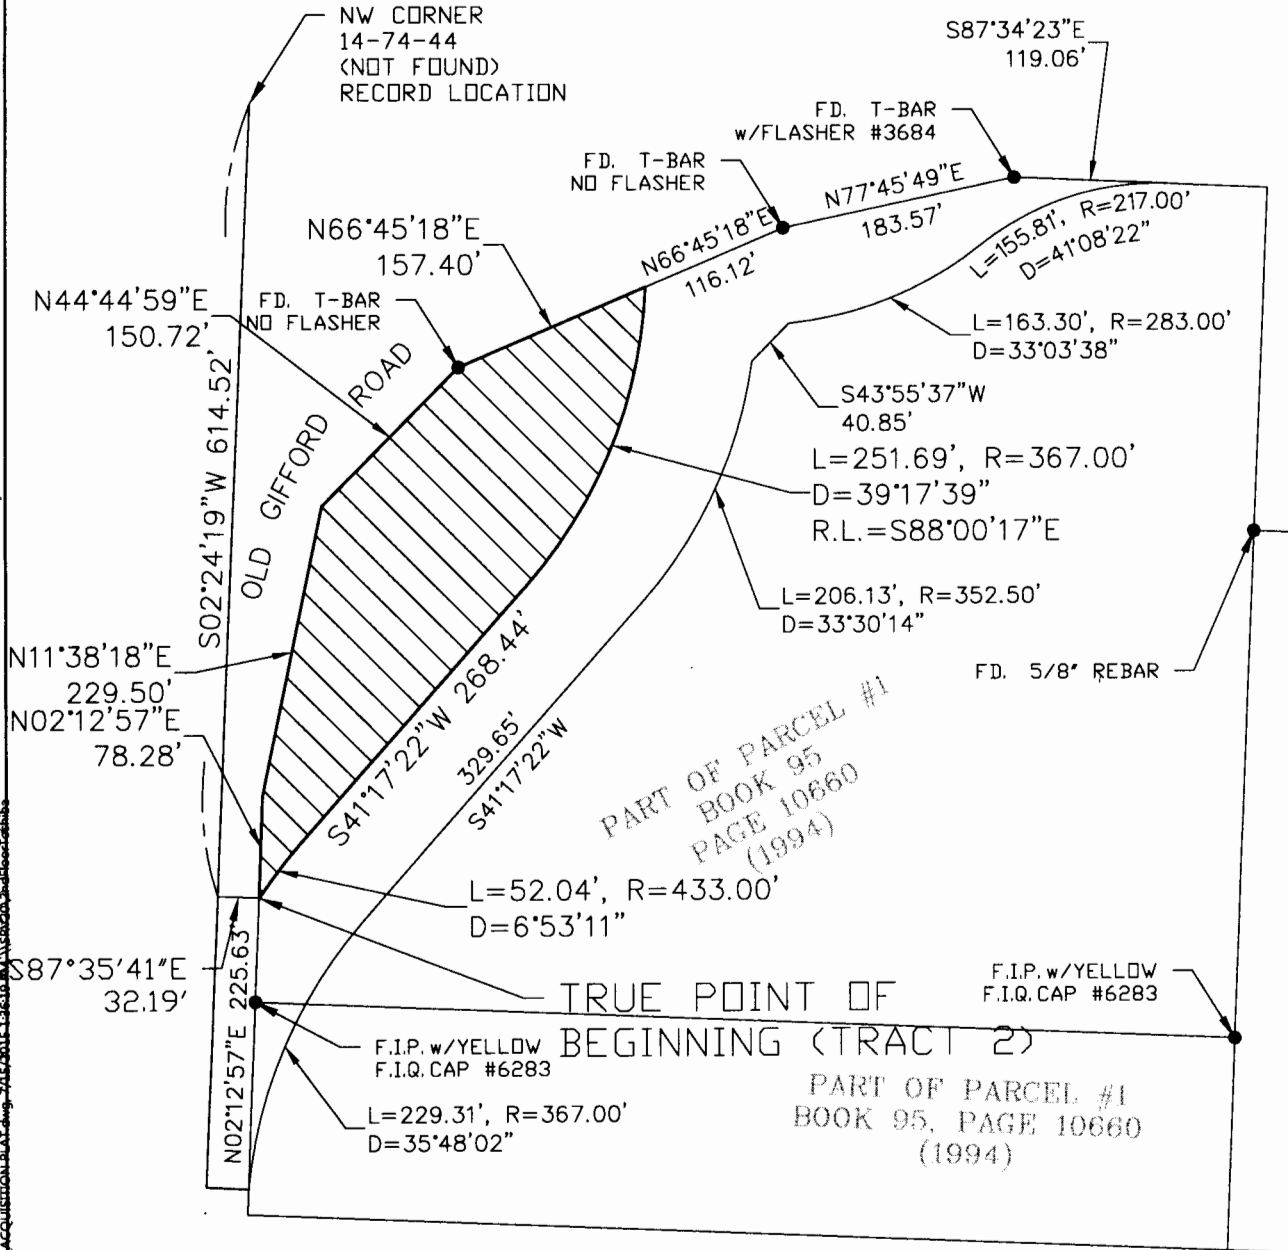 NW CORNER
14-74-44
(NOT FOUND)
RECORD LOCATION
S87°34'23"E
119.06'
FD. T-BAR
w/FLASHER #3684
FD. T-BAR
NO FLASHER
N77°45'49"E
183.57'
N66°45'18"E
116.12'
L=155.81', R=217.00'
D=41°08'22"
N66°45'18"E
157.40'
N44°44'59"E
150.72'
FD. T-BAR
NO FLASHER
L=163.30', R=283.00'
D=33°03'38"
S43°55'37"W
40.85'
OLD GIFFORD ROAD
S02°24'19"W 614.52'
L=251.69', R=367.00'
D=39°17'39"
R.L.=S88°00'17"E
L=206.13', R=352.50'
D=33°30'14"
FD. 5/8" REBAR
N11°38'18"E
229.50'
N02°12'57"E
78.28'
S41°17'22"W 268.44'
329.65'
S41°17'22"W
PART OF PARCEL #1
BOOK 95
PAGE 10660
(1994)
L=52.04', R=433.00'
D=6°53'11"
S87°35'41"E
32.19'
N02°12'57"E 225.63'
TRUE POINT OF
BEGINNING (TRACT 2)
F.I.P. w/YELLOW
F.I.Q. CAP #6283
F.I.P. w/YELLOW
F.I.Q. CAP #6283
L=229.31', R=367.00'
D=35°48'02"
PART OF PARCEL #1
BOOK 95, PAGE 10660
(1994)
ACQUISITION PLAT.dwg,